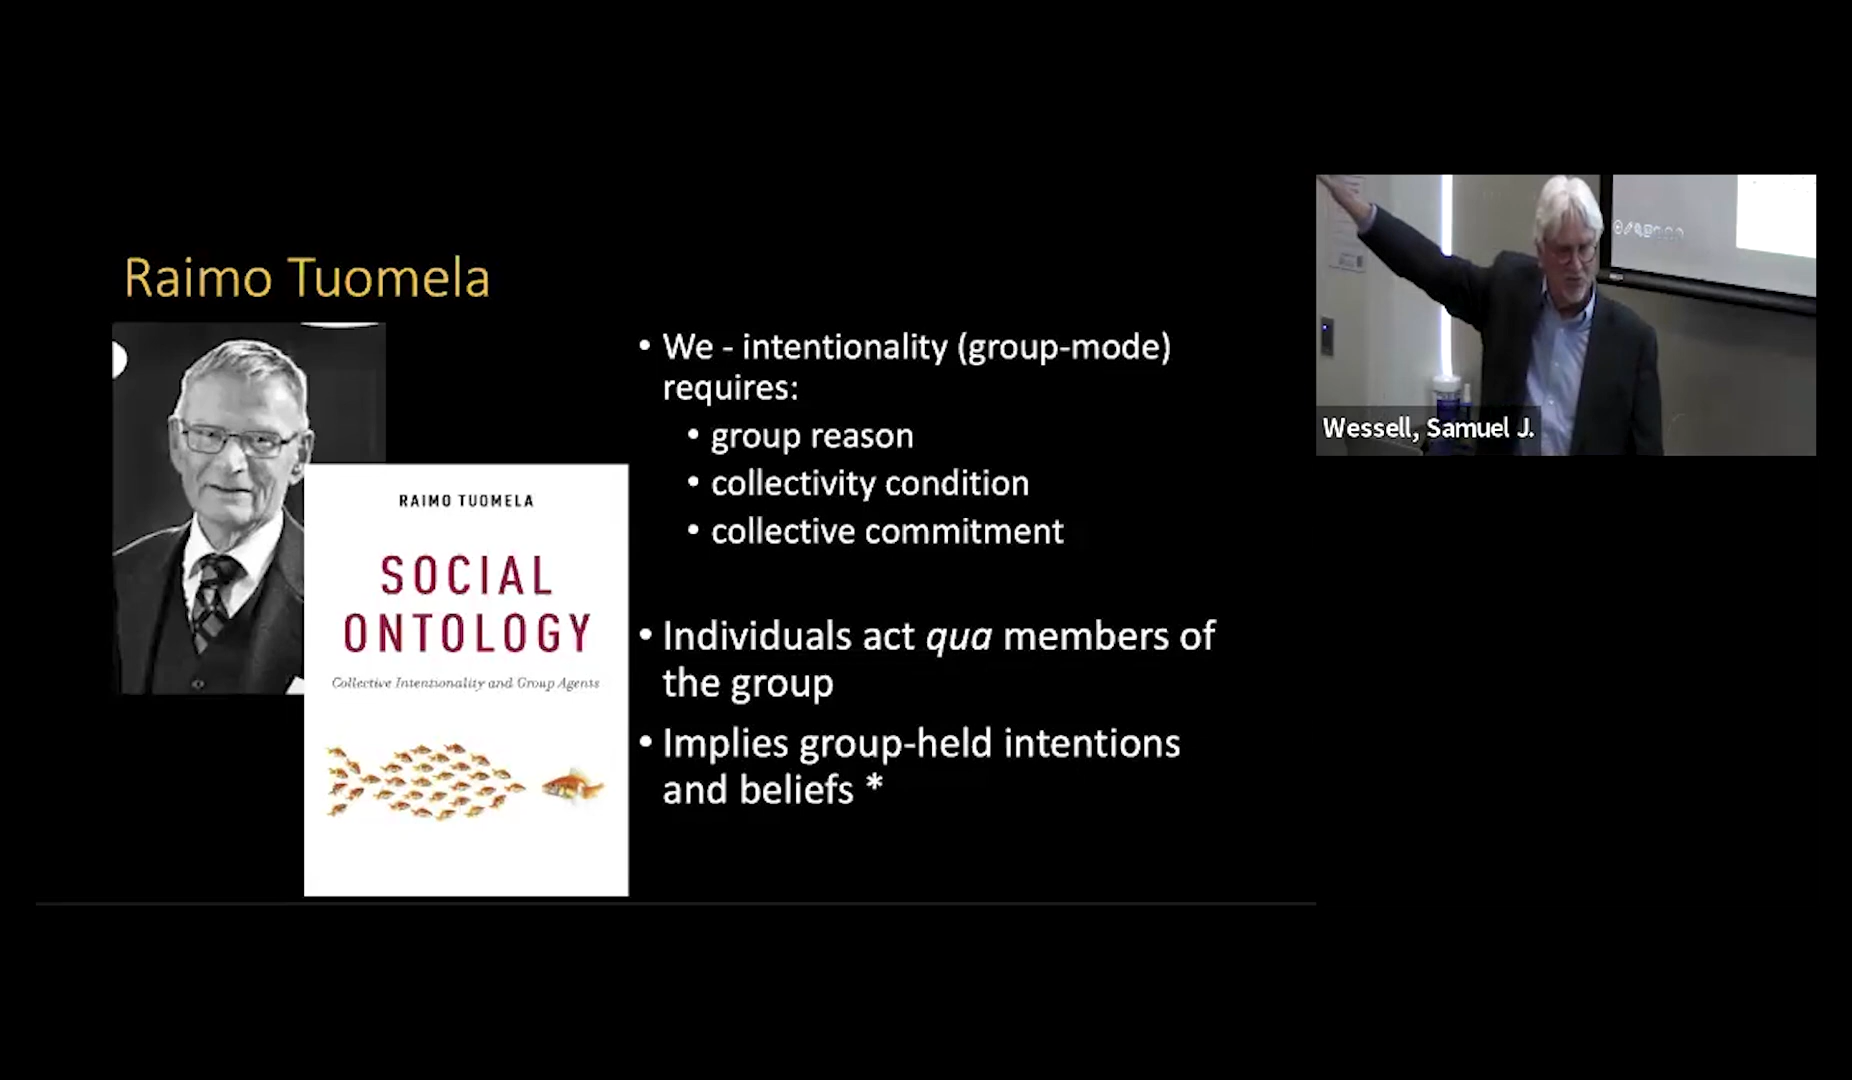 Raimo Tuomela
• We - intentionality (group-mode)
requires:
• group reason
• collectivity condition
• collective commitment
• Individuals act qua members of
the group
• Implies group-held intentions
and beliefs *
RAIMO TUOMELA
SOCIAL
ONTOLOGY
Collective Intentionality and Group Agents
Wessell, Samuel J.